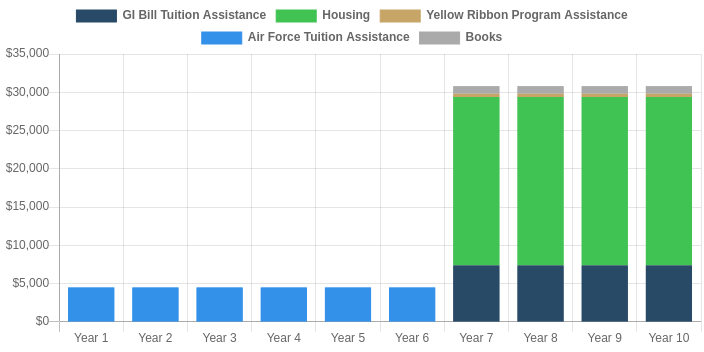 GI Bill Tuition Assistance Housing Yellow Ribbon Program Assistance
Air Force Tuition Assistance Books
$35,000
$30,000
$25,000
$20,000
$15,000
$10,000
$5,000
$0
Year 1 Year 2 Year 3 Year 4 Year 5 Year 6 Year 7 Year 8 Year 9 Year 10